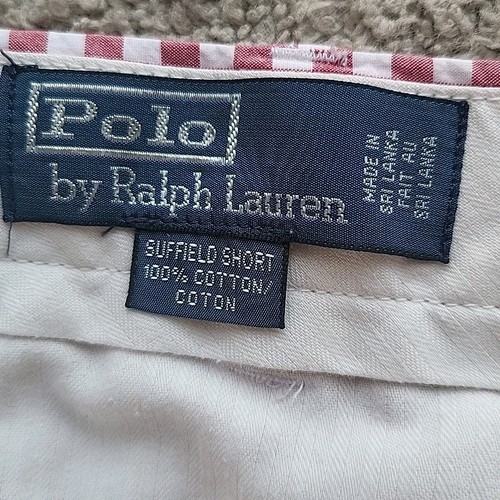 Polo
by Ralph Lauren
MADE IN
SRI LANKA
FAIT AU
SRI LANKA
SUFFIELD SHORT
100% COTTON/
COTON